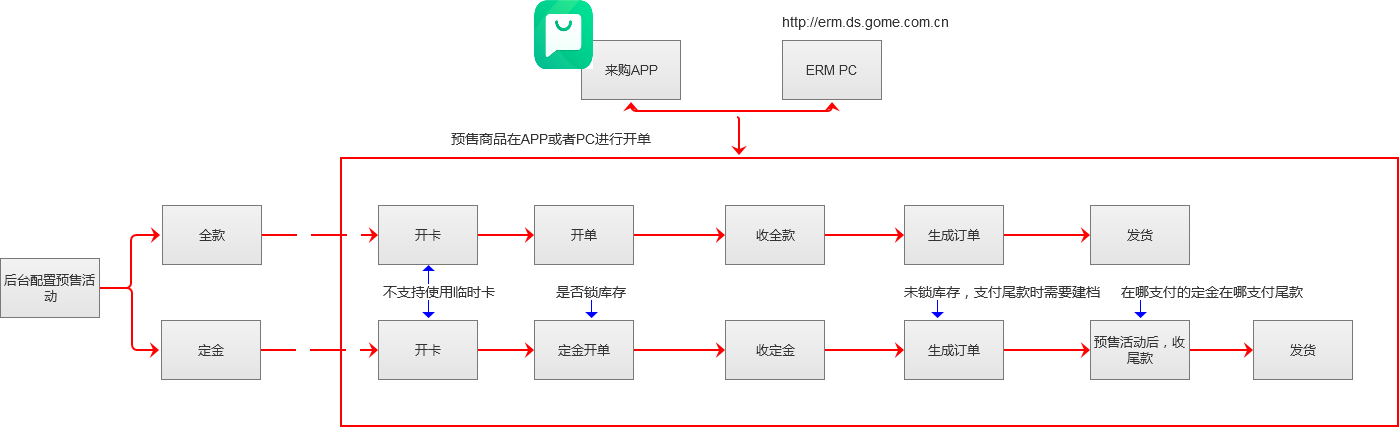 http://erm.ds.gome.com.cn
来购APP
ERM PC
预售商品在APP或者PC进行开单
全款
开卡
开单
收全款
生成订单
发货
后台配置预售活
动
不支持使用临时卡
是否锁库存
未锁库存，支付尾款时需要建档
在哪支付的定金在哪支付尾款
定金
开卡
定金开单
收定金
生成订单
预售活动后，收
尾款
发货